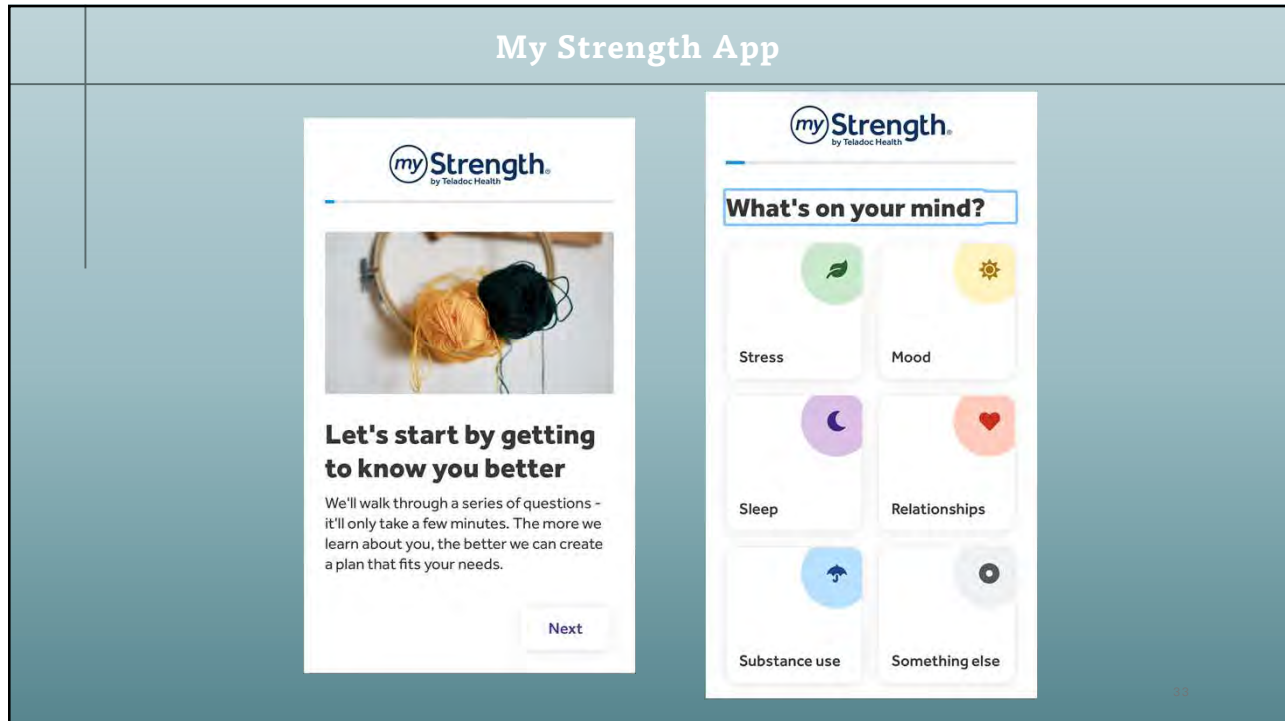 My Strength App
my Strength®
by Teladoc Health
Let's start by getting
to know you better
We'll walk through a series of questions -
it'll only take a few minutes. The more we
learn about you, the better we can create
a plan that fits your needs.
Next
my Strength®
by Teladoc Health
What's on your mind?
Stress
Mood
Sleep
Relationships
Substance use
Something else
33